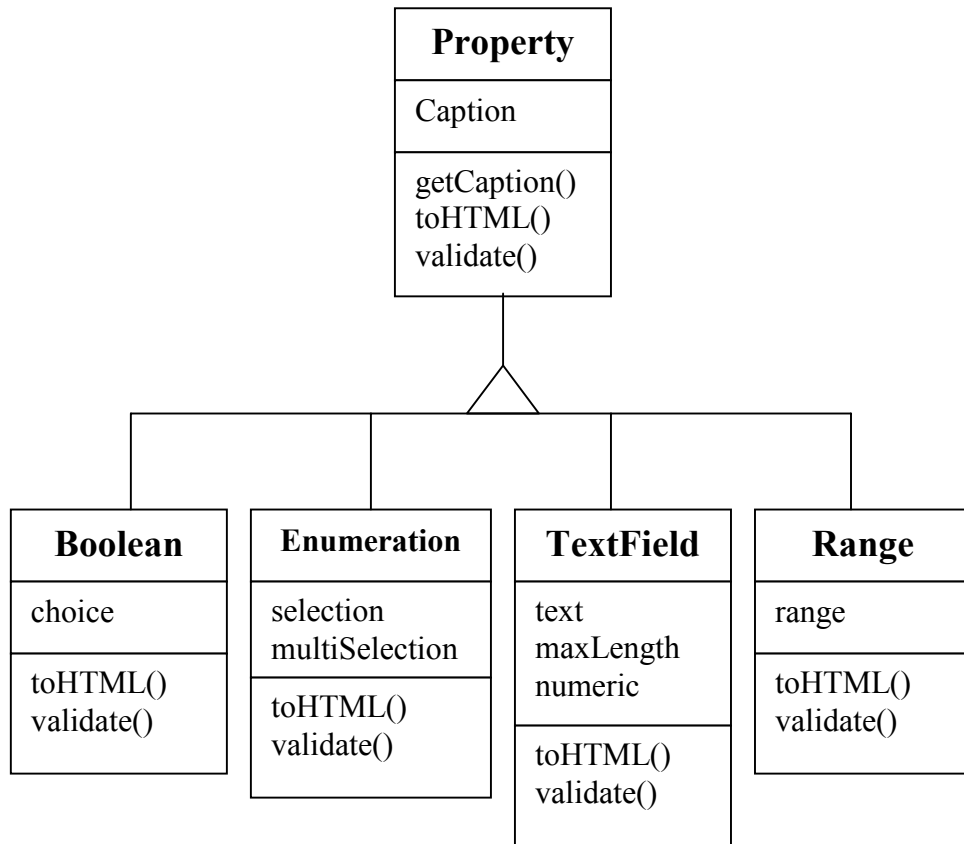 Property
Caption
getCaption()
toHTML()
validate()
Boolean
choice
toHTML()
validate()
Enumeration
selection
multiSelection
toHTML()
validate()
TextField
text
maxLength
numeric
toHTML()
validate()
Range
range
toHTML()
validate()